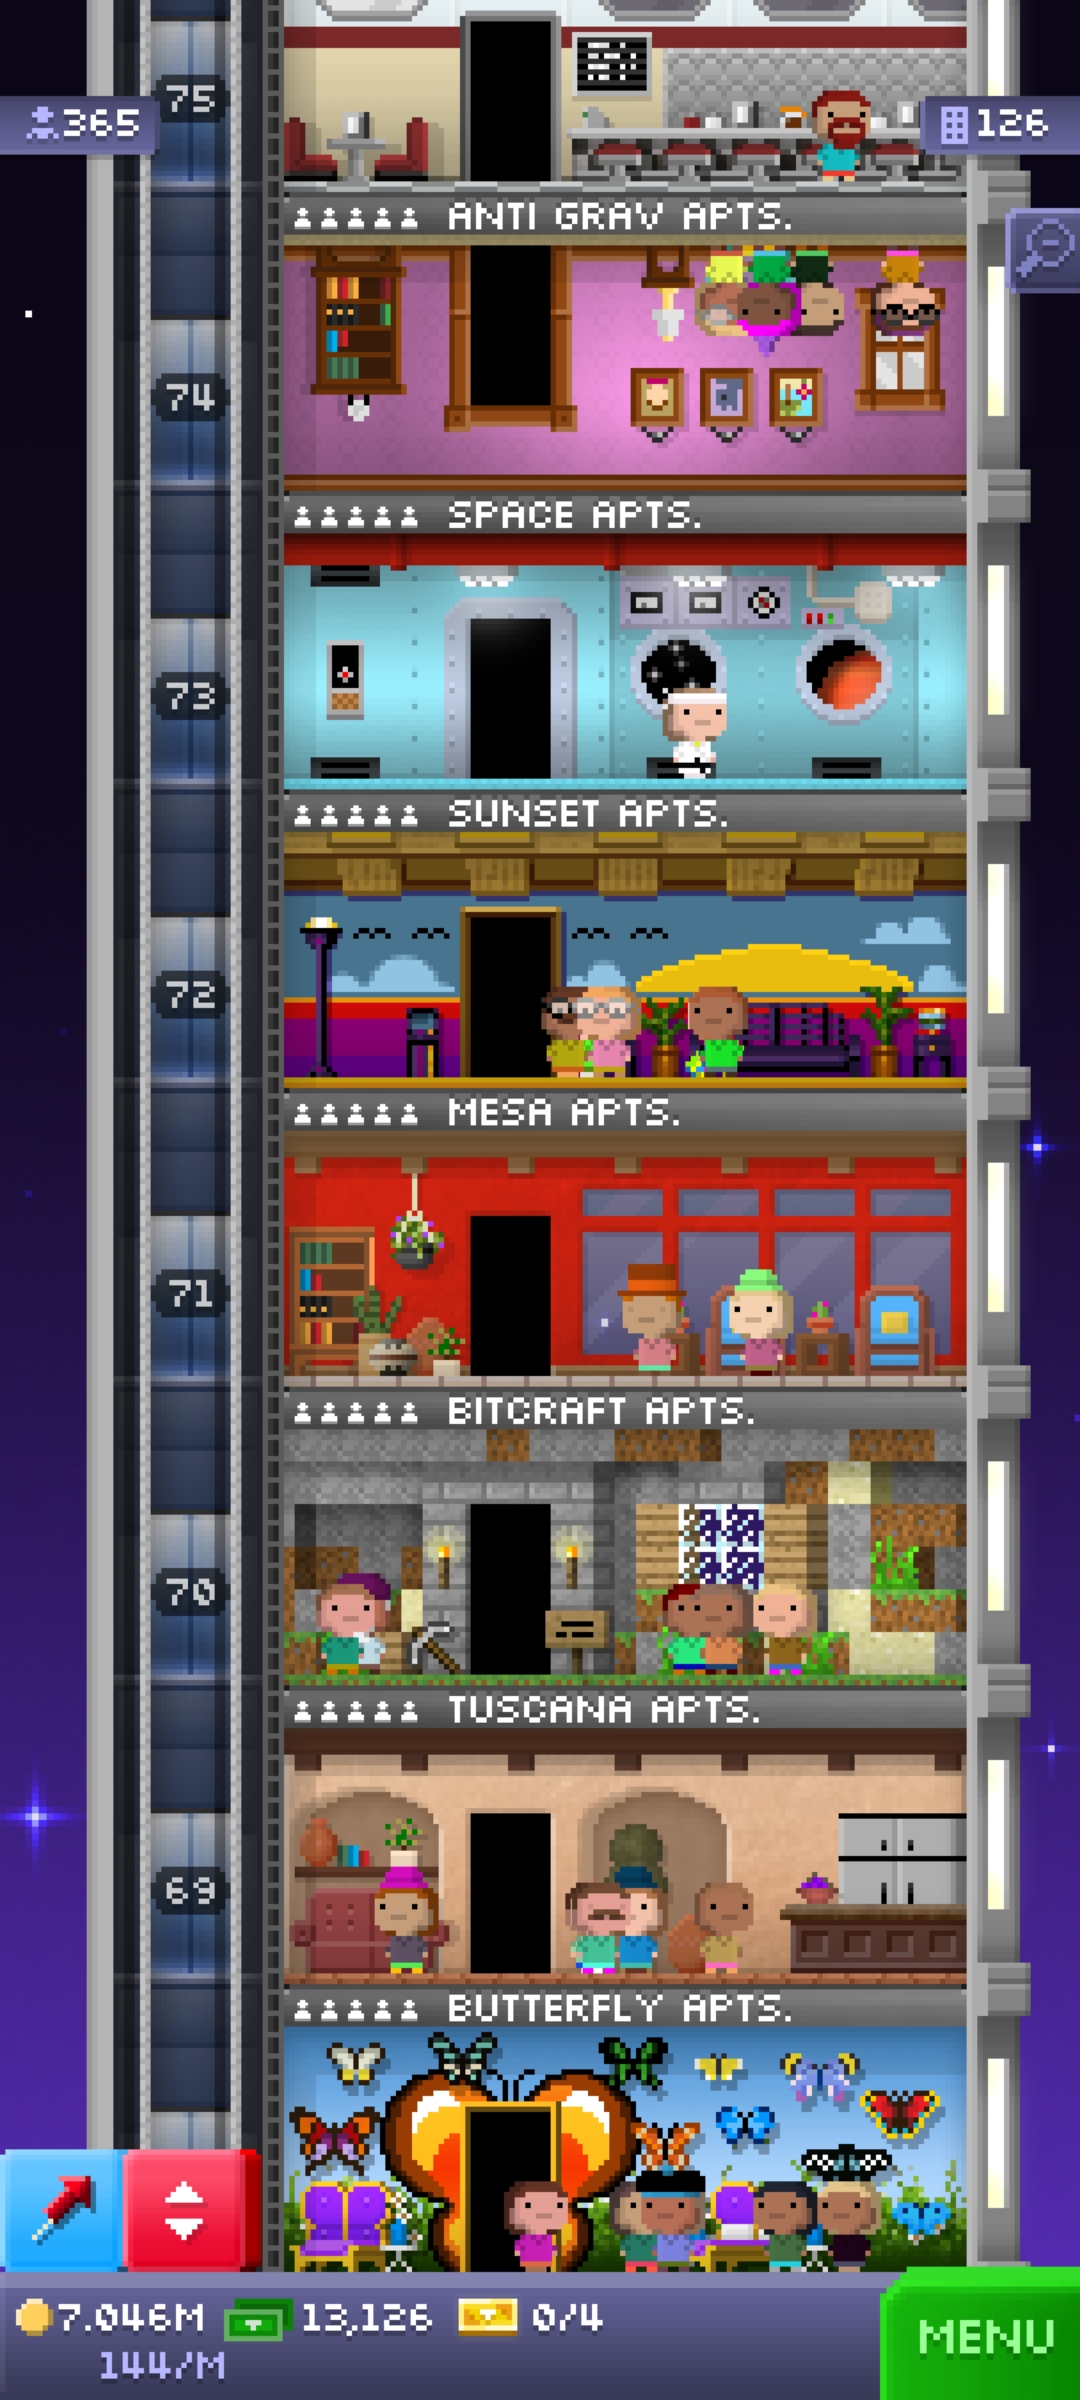 75
365
126
ANTI GRAV APTS.
74
SPACE APTS.
73
SUNSET APTS.
72
MESA APTS.
71
BITCRAFT APTS.
70
TUSCANA APTS.
69
BUTTERFLY APTS.
7.046M 13,126 0/4
144/M
MENU